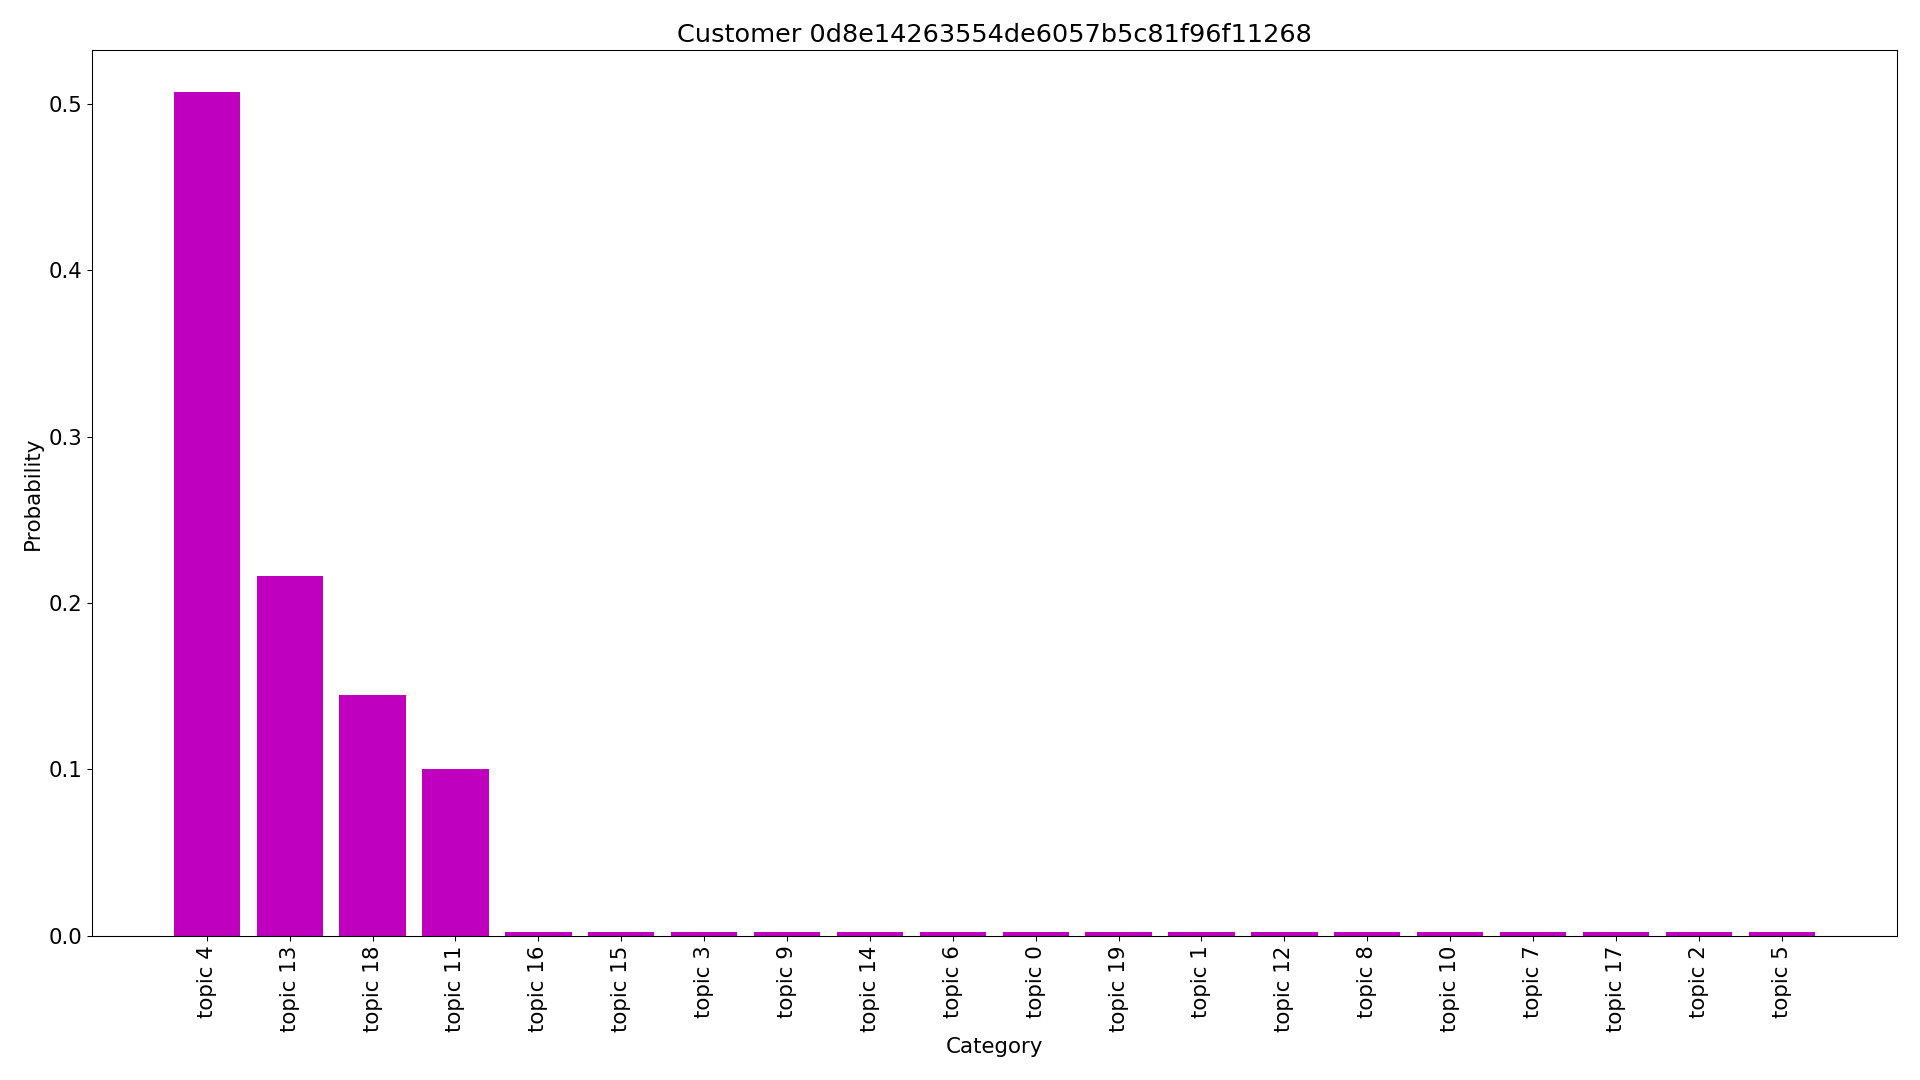 Customer 0d8e14263554de6057b5c81f96f11268
Probability
0.5
0.4
0.3
0.2
0.1
0.0
topic 4
topic 13
topic 18
topic 11
topic 16
topic 15
topic 3
topic 9
topic 14
topic 6
topic 0
topic 19
topic 1
topic 12
topic 8
topic 10
topic 7
topic 17
topic 2
topic 5
Category